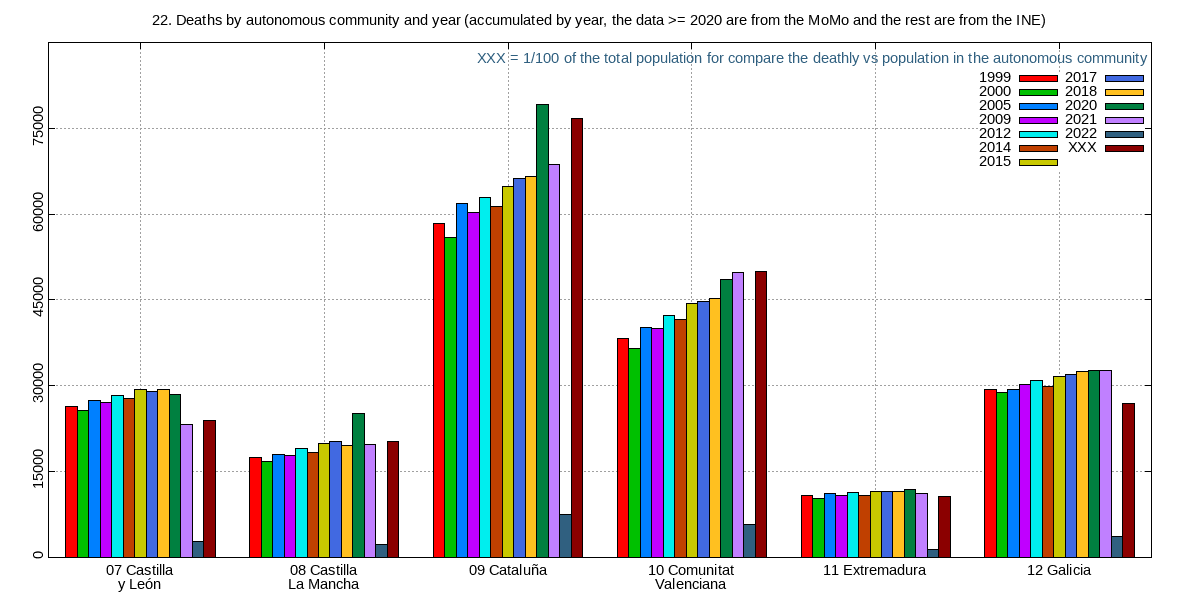 22. Deaths by autonomous community and year (accumulated by year, the data >= 2020 are from the MoMo and the rest are from the INE)
XXX = 1/100 of the total population for compare the deathly vs population in the autonomous community
1999 2017
2000 2018
2005 2020
2009 2021
2012 2022
2014 XXX
2015
75000
60000
45000
30000
15000
0
07 Castilla
y León
08 Castilla
La Mancha
09 Cataluña
10 Comunitat
Valenciana
11 Extremadura
12 Galicia